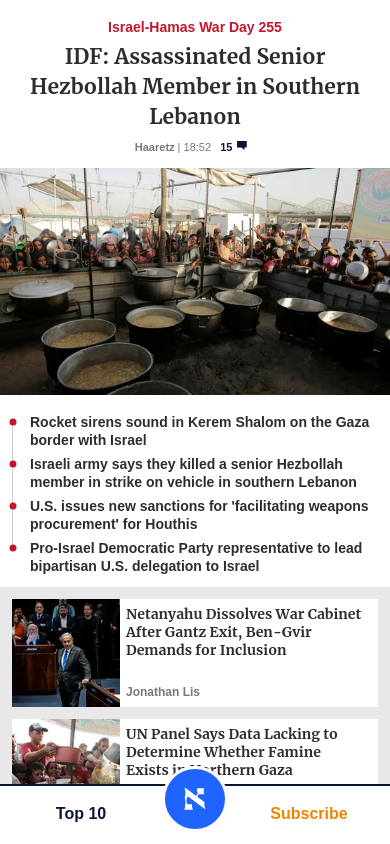 Israel-Hamas War Day 255
IDF: Assassinated Senior
Hezbollah Member in Southern
Lebanon
Haaretz | 18:52 15
Rocket sirens sound in Kerem Shalom on the Gaza
border with Israel
Israeli army says they killed a senior Hezbollah
member in strike on vehicle in southern Lebanon
U.S. issues new sanctions for 'facilitating weapons
procurement' for Houthis
Pro-Israel Democratic Party representative to lead
bipartisan U.S. delegation to Israel
Netanyahu Dissolves War Cabinet
After Gantz Exit, Ben-Gvir
Demands for Inclusion
Jonathan Lis
UN Panel Says Data Lacking to
Determine Whether Famine
Exists in Northern Gaza
Top 10
Subscribe